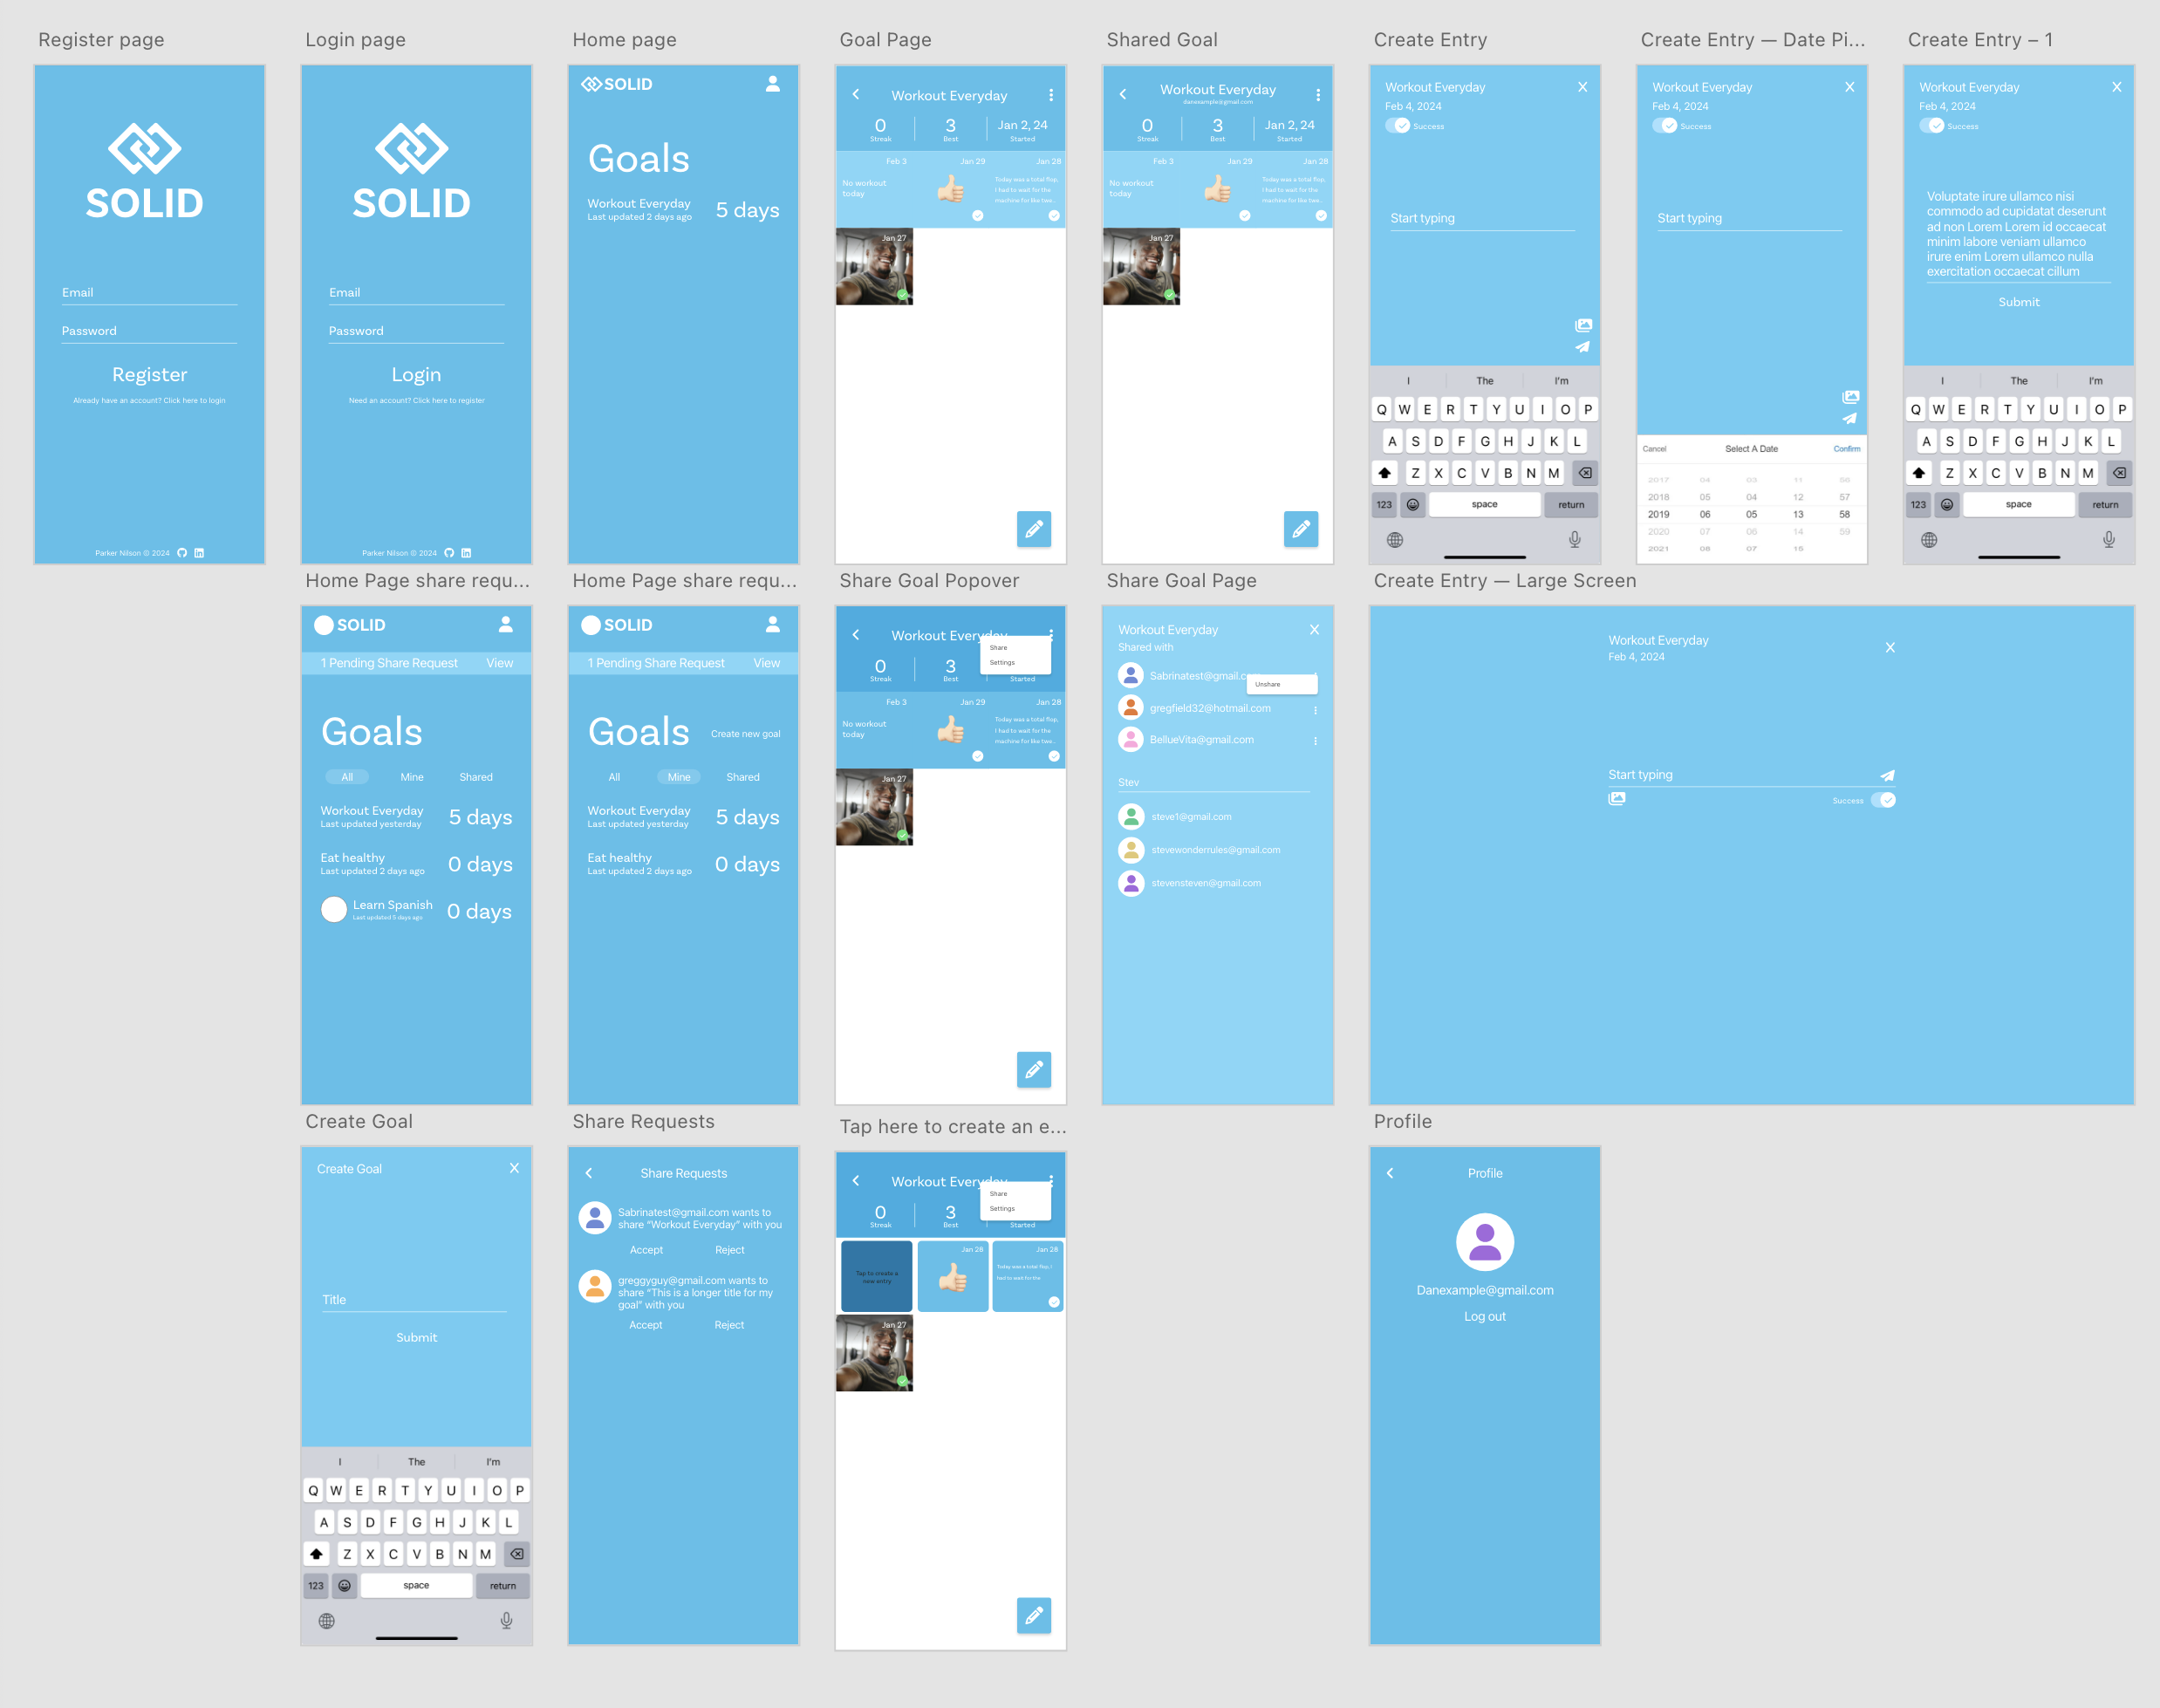 Register page
SOLID
Email
Password
Register
Already have an account? Click here to login
Parker Nilson © 2024
Login page
SOLID
Email
Password
Login
Need an account? Click here to register
Parker Nilson © 2024
Home page
SOLID
Goals
Workout Everyday
Last updated 2 days ago
5 days
Goal Page
Workout Everyday
0
Streak
3
Best
Jan 2, 24
Started
Feb 3
No workout
today
Jan 29
Jan 28
Today was a total flop,
I had to wait for the
machine for like twe...
Jan 27
Shared Goal
Workout Everyday
danexample@gmail.com
0
Streak
3
Best
Jan 2, 24
Started
Feb 3
No workout
today
Jan 29
Jan 28
Today was a total flop,
I had to wait for the
machine for like twe...
Jan 27
Create Entry
Workout Everyday
X
Feb 4, 2024
Success
Start typing
I The I'm
Q W E R T Y U I O P
A S D F G H J K L
Z X C V B N M
123 space return
Create Entry — Date Pi...
Workout Everyday
X
Feb 4, 2024
Success
Start typing
Cancel Select A Date Confirm
2017 04 03 11 56
2018 05 04 12 57
2019 06 05 13 58
2020 07 06 14 59
2021 08 07 15
Create Entry – 1
Workout Everyday
X
Feb 4, 2024
Success
Voluptate irure ullamco nisi
commodo ad cupidatat deserunt
ad non Lorem Lorem id occaecat
minim labore veniam ullamco
irure enim Lorem ullamco nulla
exercitation occaecat cillum
Submit
I The I'm
Q W E R T Y U I O P
A S D F G H J K L
Z X C V B N M
123 space return
Home Page share requ...
SOLID
1 Pending Share Request View
Goals
All Mine Shared
Workout Everyday
Last updated yesterday
5 days
Eat healthy
Last updated 2 days ago
0 days
Learn Spanish
Last updated 5 days ago
0 days
Home Page share requ...
SOLID
1 Pending Share Request View
Goals
Create new goal
All Mine Shared
Workout Everyday
Last updated yesterday
5 days
Eat healthy
Last updated 2 days ago
0 days
Share Goal Popover
Workout Everyday
Share
Settings
0
Streak
3
Best
Started
Feb 3
No workout
today
Jan 29
Jan 28
Today was a total flop,
I had to wait for the
machine for like twe...
Jan 27
Share Goal Page
Workout Everyday
X
Shared with
Sabrinatest@gmail.c
Unshare
gregfield32@hotmail.com
BellueVita@gmail.com
Stev
steve1@gmail.com
stevewonderrules@gmail.com
stevensteven@gmail.com
Create Entry — Large Screen
Workout Everyday
Feb 4, 2024
X
Start typing
Success
Create Goal
Create Goal
X
Title
Submit
I The I'm
Q W E R T Y U I O P
A S D F G H J K L
Z X C V B N M
123 space return
Share Requests
Share Requests
Sabrinatest@gmail.com wants to
share “Workout Everyday” with you
Accept Reject
greggyguy@gmail.com wants to
share “This is a longer title for my
goal” with you
Accept Reject
Tap here to create an e...
Workout Everyday
Share
Settings
0
Streak
3
Best
Started
Tap to create a
new entry
Jan 28
Jan 28
Today was a total flop, I
had to wait for the
Jan 27
Profile
Profile
Danexample@gmail.com
Log out